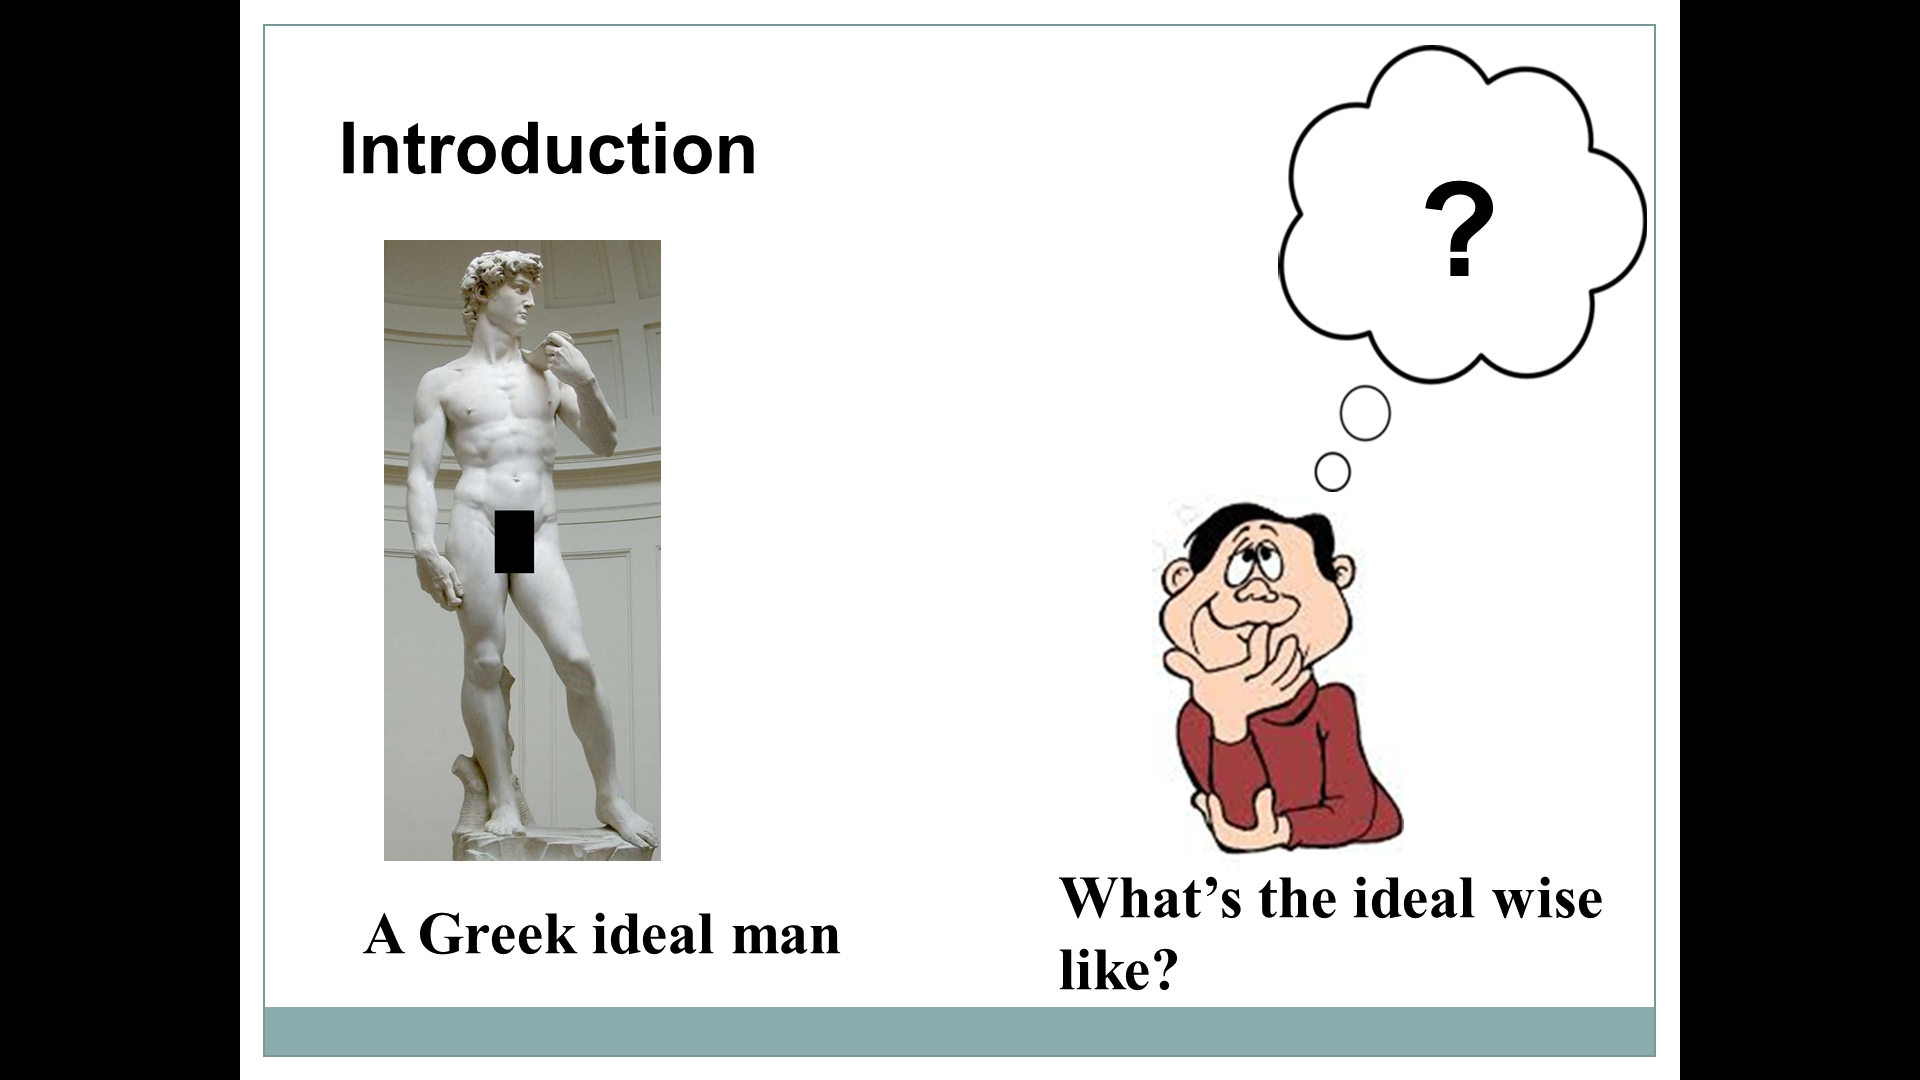 Introduction
?
A Greek ideal man
What’s the ideal wise
like?